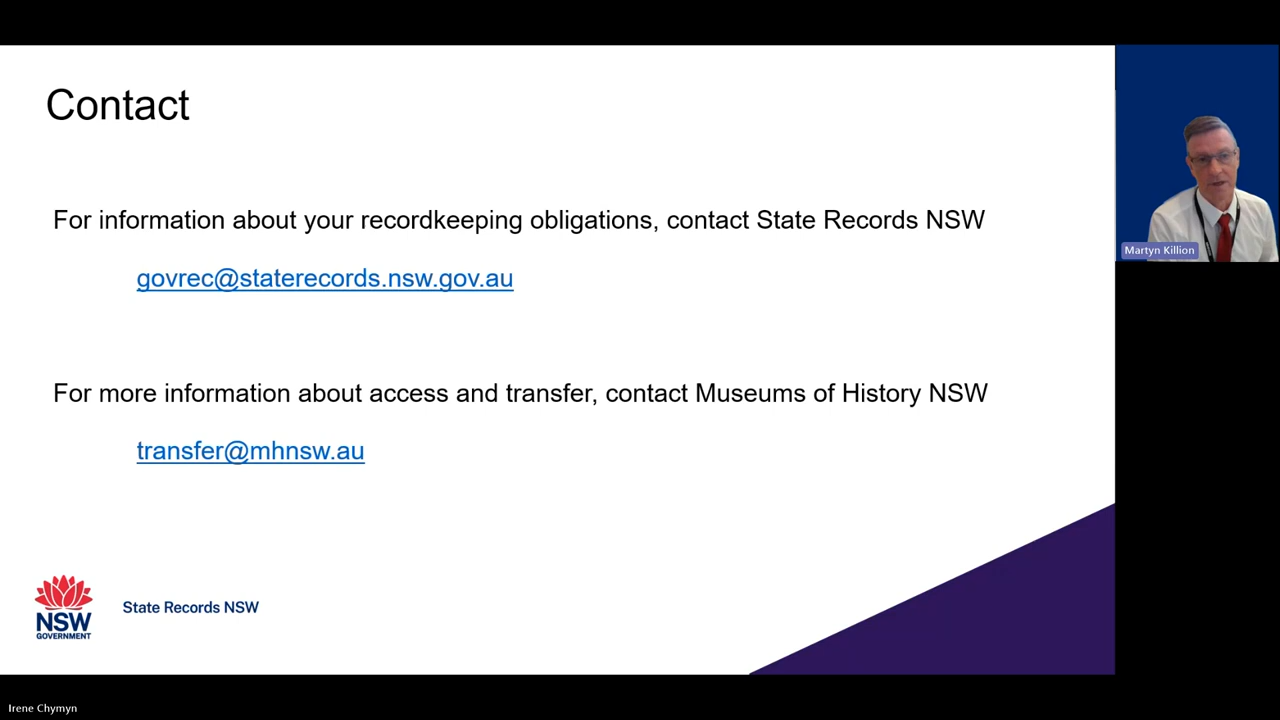 Contact
For information about your recordkeeping obligations, contact State Records NSW
govrec@staterecords.nsw.gov.au
For more information about access and transfer, contact Museums of History NSW
transfer@mhnsw.au
NSW
GOVERNMENT
State Records NSW
Martyn Killion
Irene Chymyn